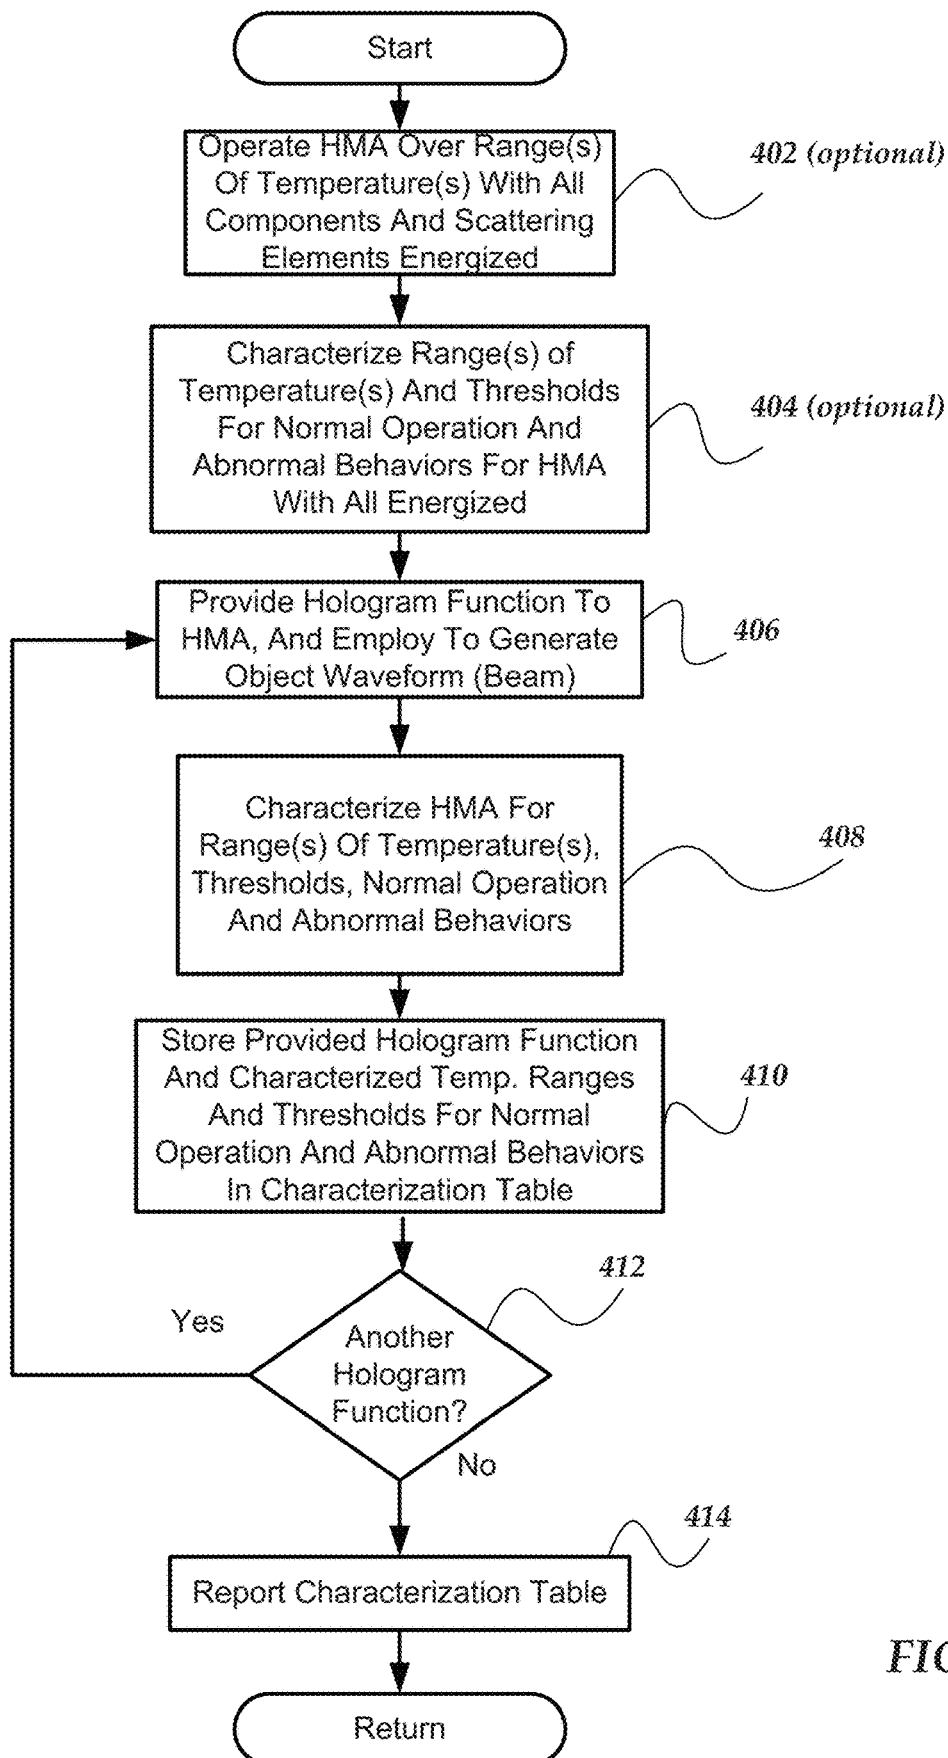 Start
Operate HMA Over Range(s)
Of Temperature(s) With All
Components And Scattering
Elements Energized
402 (optional)
Characterize Range(s) of
Temperature(s) And Thresholds
For Normal Operation And
Abnormal Behaviors For HMA
With All Energized
404 (optional)
Provide Hologram Function To
HMA, And Employ To Generate
Object Waveform (Beam)
406
Characterize HMA For
Range(s) Of Temperature(s),
Thresholds, Normal Operation
And Abnormal Behaviors
408
Store Provided Hologram Function
And Characterized Temp. Ranges
And Thresholds For Normal
Operation And Abnormal Behaviors
In Characterization Table
410
412
Yes
Another
Hologram
Function?
No
414
Report Characterization Table
FIG
Return